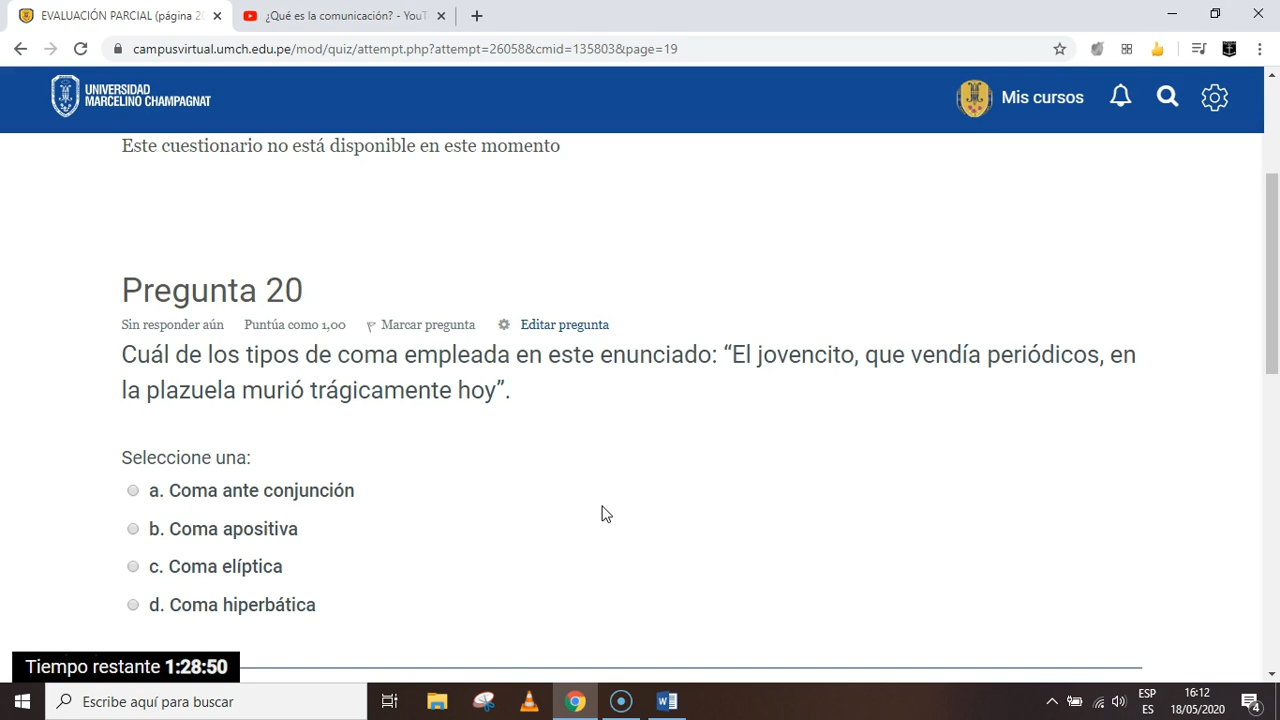 EVALUACIÓN PARCIAL (página 20
¿Qué es la comunicación? - YouT
campusvirtual.umch.edu.pe/mod/quiz/attempt.php?attempt=26058&cmid=135803&page=19
UNIVERSIDAD
MARCELINO CHAMPAGNAT
Mis cursos
Este cuestionario no está disponible en este momento
Pregunta 20
Sin responder aún Puntúa como 1,00 Marcar pregunta Editar pregunta
Cuál de los tipos de coma empleada en este enunciado: “El jovencito, que vendía periódicos, en
la plazuela murió trágicamente hoy”.
Seleccione una:
a. Coma ante conjunción
b. Coma apositiva
c. Coma elíptica
d. Coma hiperbática
Tiempo restante 1:28:50
Escribe aquí para buscar
ESP
ES
16:12
18/05/2020
4